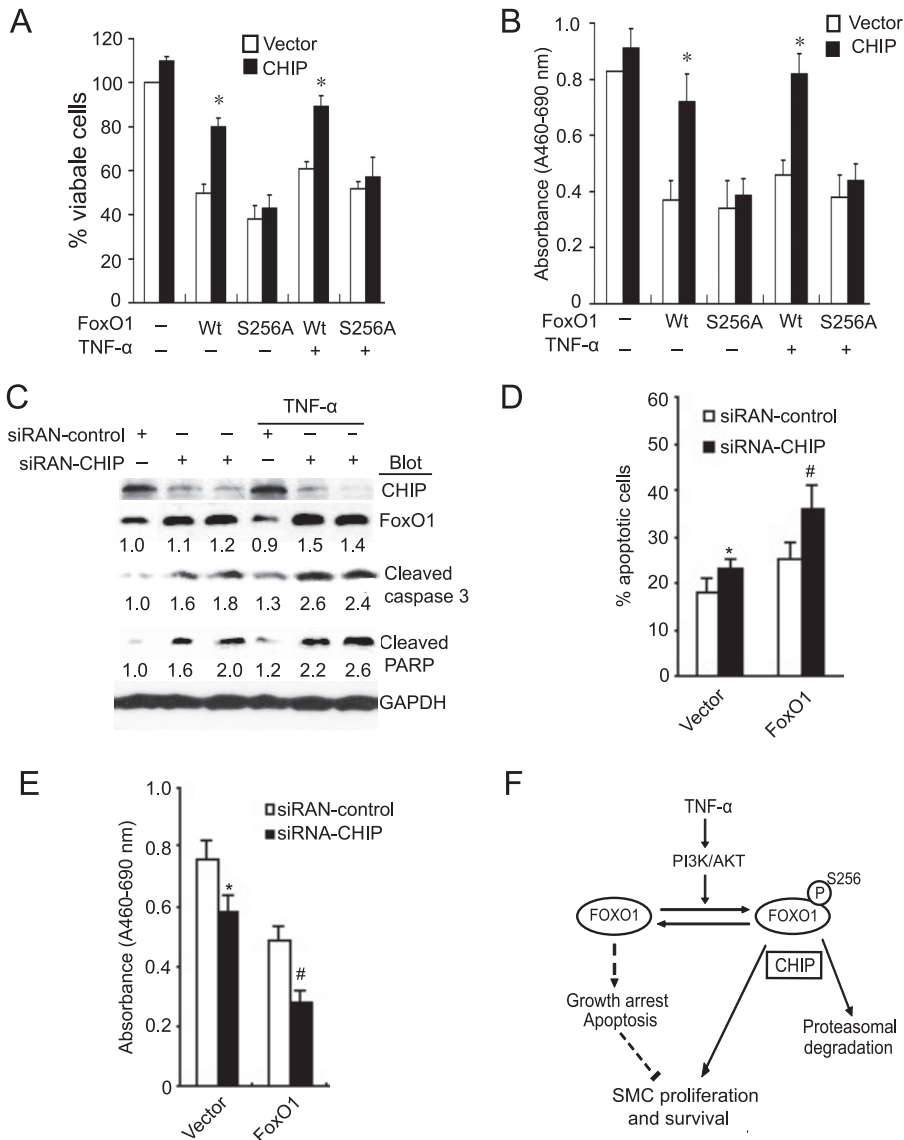 A
120
100
80
60
40
20
0
% viabale cells
Vector
CHIP
*
*
FoxO1 – Wt S256A Wt S256A
TNF-α – – – + +
B
1.0
0.8
0.6
0.4
0.2
0
Absorbance (A460-690 nm)
Vector
CHIP
*
*
FoxO1 – Wt S256A Wt S256A
TNF-α – – – + +
C
TNF-α
siRAN-control + – – + – –
siRAN-CHIP – + + – + +
Blot
CHIP
FoxO1
1.0 1.1 1.2 0.9 1.5 1.4
Cleaved
caspase 3
1.0 1.6 1.8 1.3 2.6 2.4
Cleaved
PARP
1.0 1.6 2.0 1.2 2.2 2.6
GAPDH
D
60
50
40
30
20
10
0
% apoptotic cells
siRAN-control
siRNA-CHIP
*
#
Vector
FoxO1
E
1.0
0.8
0.6
0.4
0.2
0
Absorbance (A460-690 nm)
siRAN-control
siRNA-CHIP
*
#
Vector
FoxO1
F
TNF-α
PI3K/AKT
S256
P
FOXO1
FOXO1
CHIP
Growth arrest
Apoptosis
Proteasomal
degradation
SMC proliferation
and survival